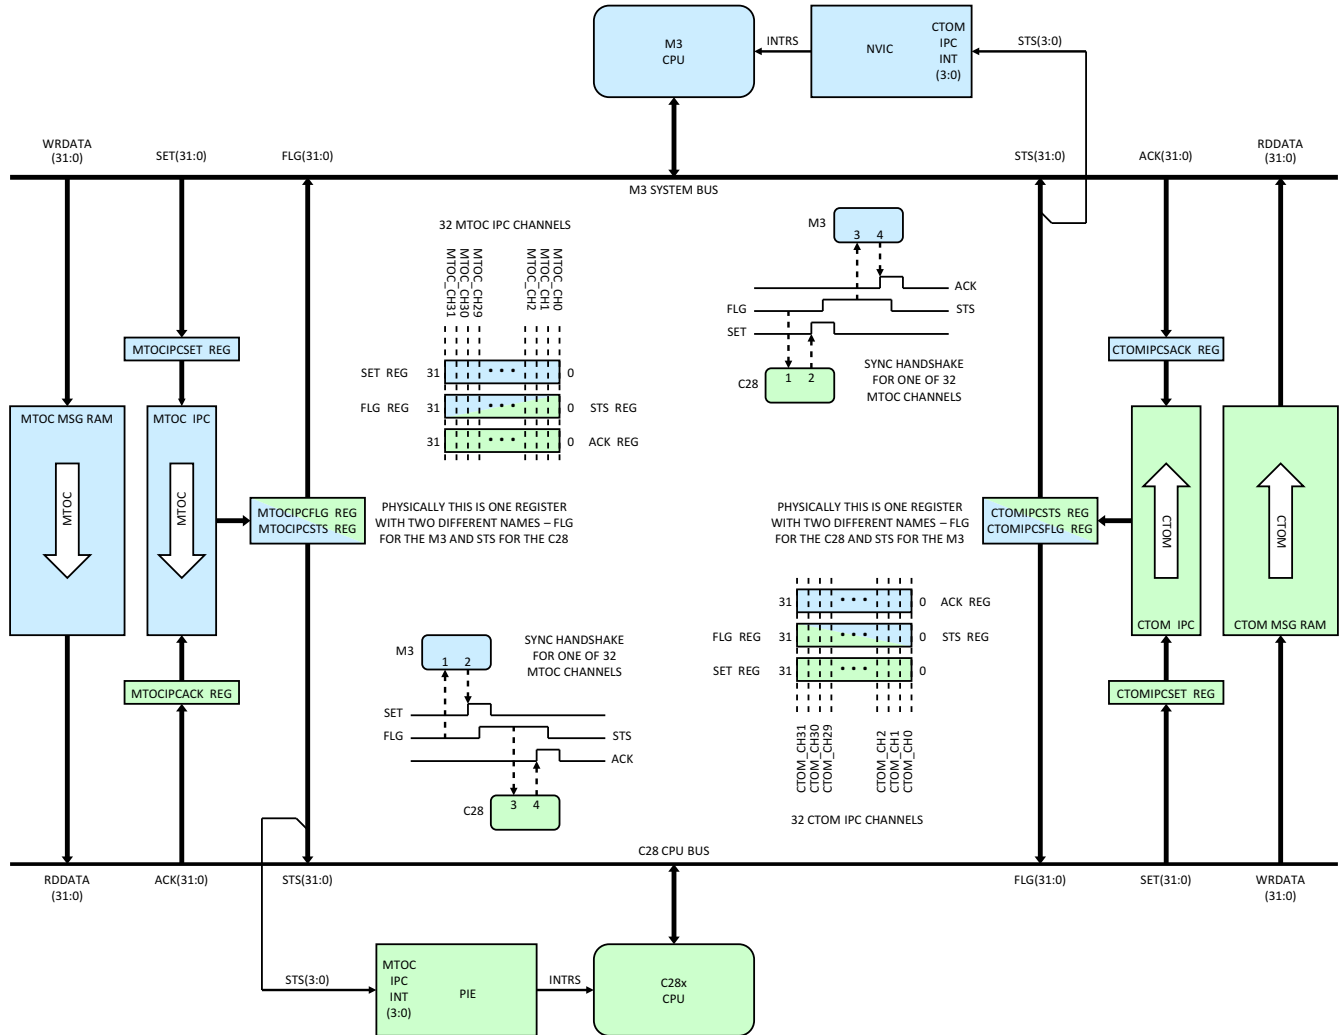 M3
CPU
INTRS
NVIC
CTOM
IPC
INT
(3:0)
STS(3:0)
WRDATA
(31:0)
SET(31:0)
FLG(31:0)
STS(31:0)
ACK(31:0)
RDDATA
(31:0)
M3 SYSTEM BUS
32 MTOC IPC CHANNELS
MTOC_CH31
MTOC_CH30
MTOC_CH29
MTOC_CH2
MTOC_CH1
MTOC_CH0
SET REG 31 • • • 0
FLG REG 31 • • • 0 STS REG
31 • • • 0 ACK REG
M3
3 4
ACK
FLG STS
SET
C28
1 2
SYNC HANDSHAKE
FOR ONE OF 32
MTOC CHANNELS
MTOCIPCSET REG
CTOMIPCSACK REG
MTOC MSG RAM
MTOC
MTOC IPC
MTOC
MTOCIPCFLG REG
MTOCIPCSTS REG
PHYSICALLY THIS IS ONE REGISTER
WITH TWO DIFFERENT NAMES – FLG
FOR THE M3 AND STS FOR THE C28
PHYSICALLY THIS IS ONE REGISTER
WITH TWO DIFFERENT NAMES – FLG
FOR THE C28 AND STS FOR THE M3
CTOMIPCSTS REG
CTOMIPCSFLG REG
CTOM
CTOM IPC
CTOM
CTOM MSG RAM
31 • • • 0 ACK REG
FLG REG 31 • • • 0 STS REG
SET REG 31 • • • 0
CTOM_CH31
CTOM_CH30
CTOM_CH29
CTOM_CH2
CTOM_CH1
CTOM_CH0
32 CTOM IPC CHANNELS
M3
1 2
SYNC HANDSHAKE
FOR ONE OF 32
MTOC CHANNELS
SET
FLG STS
ACK
C28
3 4
MTOCIPCACK REG
CTOMIPCSET REG
C28 CPU BUS
RDDATA
(31:0)
ACK(31:0)
STS(31:0)
FLG(31:0)
SET(31:0)
WRDATA
(31:0)
STS(3:0)
MTOC
IPC
INT
(3:0)
PIE
INTRS
C28x
CPU